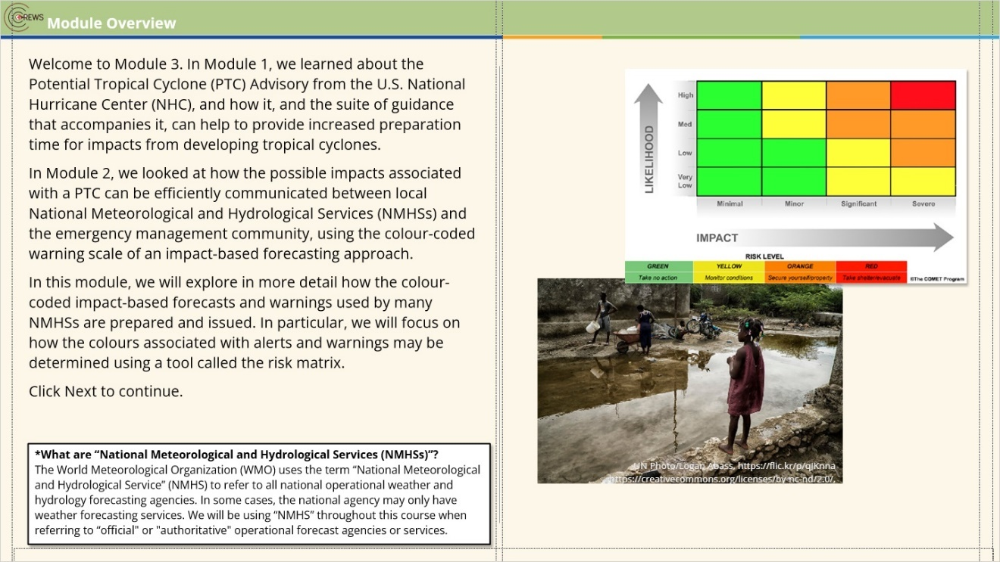 CREWS
Module Overview
Welcome to Module 3. In Module 1, we learned about the
Potential Tropical Cyclone (PTC) Advisory from the U.S. National
Hurricane Center (NHC), and how it, and the suite of guidance
that accompanies it, can help to provide increased preparation
time for impacts from developing tropical cyclones.
In Module 2, we looked at how the possible impacts associated
with a PTC can be efficiently communicated between local
National Meteorological and Hydrological Services (NMHSs) and
the emergency management community, using the colour-coded
warning scale of an impact-based forecasting approach.
In this module, we will explore in more detail how the colour-
coded impact-based forecasts and warnings used by many
NMHSs are prepared and issued. In particular, we will focus on
how the colours associated with alerts and warnings may be
determined using a tool called the risk matrix.
Click Next to continue.
*What are “National Meteorological and Hydrological Services (NMHSs)”?
The World Meteorological Organization (WMO) uses the term “National Meteorological
and Hydrological Service” (NMHS) to refer to all national operational weather and
hydrology forecasting agencies. In some cases, the national agency may only have
weather forecasting services. We will be using “NMHS” throughout this course when
referring to “official" or "authoritative" operational forecast agencies or services.
LIKELIHOOD
High
Med
Low
Very
Low
Minimal Minor Significant Severe
IMPACT
RISK LEVEL
GREEN YELLOW ORANGE RED
Take no action Monitor conditions Secure yourself/property Take shelter/evacuate ©The COMET Program
UN Photo/Logan Abass, https://flic.kr/p/qjKnna
https://creativecommons.org/licenses/by-nc-nd/2.0/,